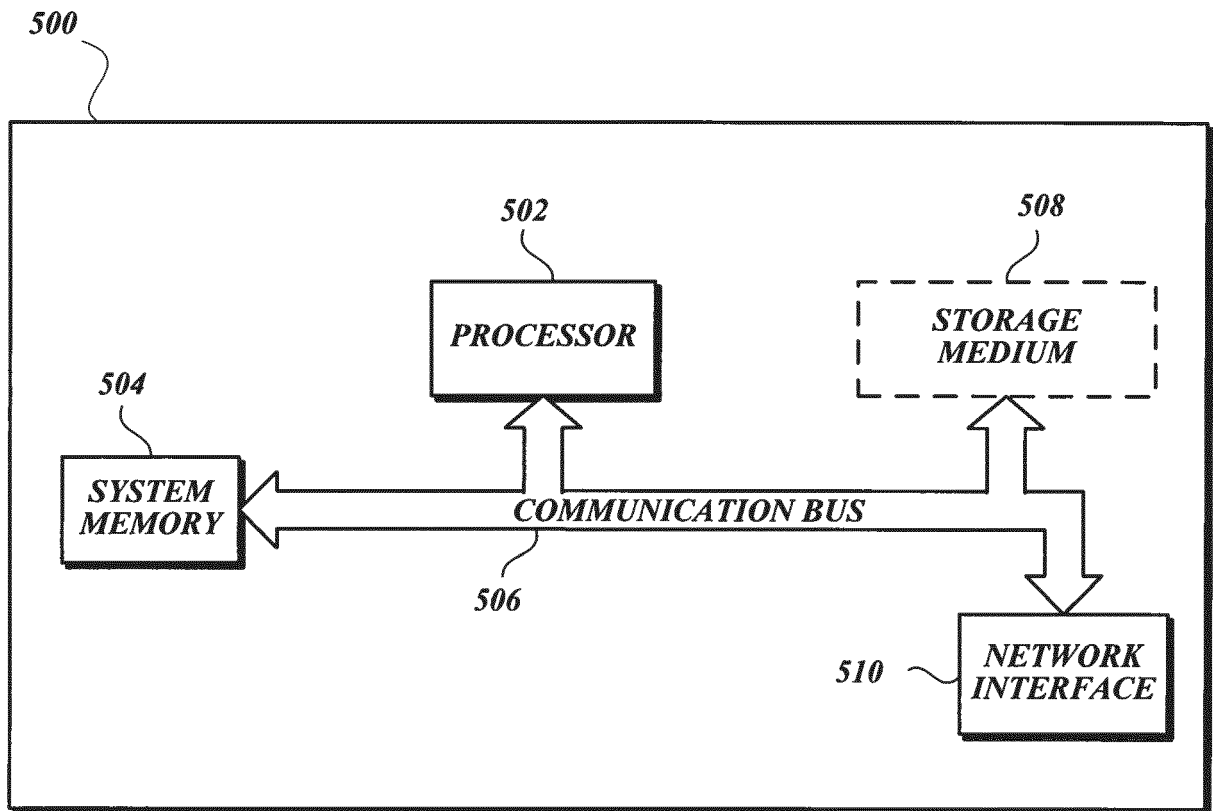 500
502
508
PROCESSOR
STORAGE
MEDIUM
504
SYSTEM
MEMORY
COMMUNICATION BUS
506
510
NETWORK
INTERFACE